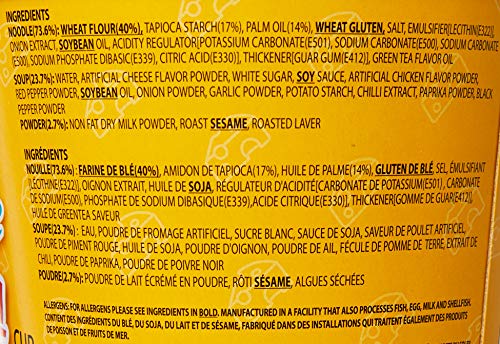 INGREDIENTS
NOODLE(73.6%): WHEAT FLOUR(40%), TAPIOCA STARCH(17%), PALM OIL(14%), WHEAT GLUTEN, SALT, EMULSIFIER[LECITHIN(E322)],
ONION EXTRACT, SOYBEAN OIL, ACIDITY REGULATOR[POTASSIUM CARBONATE(E501), SODIUM CARBONATE(E500),
SODIUM PHOSPHATE DIBASIC(E339), CITRIC ACID(E330)], THICKENER[GUAR GUM(E412)], GREEN TEA FLAVOR OIL
SOUP(23.7%): WATER, ARTIFICIAL CHEESE FLAVOR POWDER, WHITE SUGAR, SOY SAUCE, ARTIFICIAL CHICKEN FLAVOR POWDER,
RED PEPPER POWDER, SOYBEAN OIL, ONION POWDER, GARLIC POWDER, POTATO STARCH, CHILLI EXTRACT, PAPRIKA POWDER, BLACK
PEPPER POWDER
POWDER(2.7%): NON FAT DRY MILK POWDER, ROAST SESAME, ROASTED LAVER
INGRÉDIENTS
NOUILLE(73.6%): FARINE DE BLÉ(40%), AMIDON DE TAPIOCA(17%), HUILE DE PALME(14%), GLUTEN DE BLÉ, SEL, ÉMULSIFIANT
[LÉCITHINE(E322)], OIGNON EXTRAIT, HUILE DE SOJA, RÉGULATEUR D'ACIDITÉ[CARBONATE DE POTASSIUM(E501), CARBONATE
DE SODIUM(E500), PHOSPHATE DE SODIUM DIBASIQUE(E339),ACIDE CITRIQUE(E330)], THICKENER[GOMME DE GUAR(E412)],
HUILE DE GREENTEA SAVEUR
SOUPE(23.7%) : EAU, POUDRE DE FROMAGE ARTIFICIEL, SUCRE BLANC, SAUCE DE SOJA, SAVEUR DE POULET ARTIFICIEL,
POUDRE DE PIMENT ROUGE, HUILE DE SOJA, POUDRE D'OIGNON, POUDRE D'AIL, FÉCULE DE POMME DE TERRE, EXTRAIT DE
CHILI, POUDRE DE PAPRIKA, POUDRE DE POIVRE NOIR
POUDRE(2.7%): POUDRE DE LAIT ÉCRÉMÉ EN POUDRE, RÔTI SÉSAME, ALGUES SÉCHÉES
ALLERGENS: FOR ALLERGENS PLEASE SEE INGREDIENTS IN BOLD. MANUFACTURED IN A FACILITY THAT ALSO PROCESSES FISH, EGG, MILK AND SHELLFISH.
CONTIENT DES INGRÉDIENTS DU BLÉ, DU SOJA, DU LAIT ET DE SÉSAME, FABRIQUÉ DANS DES INSTALLATIONS QUI TRAITENT ÉGALEMENT DES
PRODUITS DE POISSON ET FRUITS DE MER.
CUP